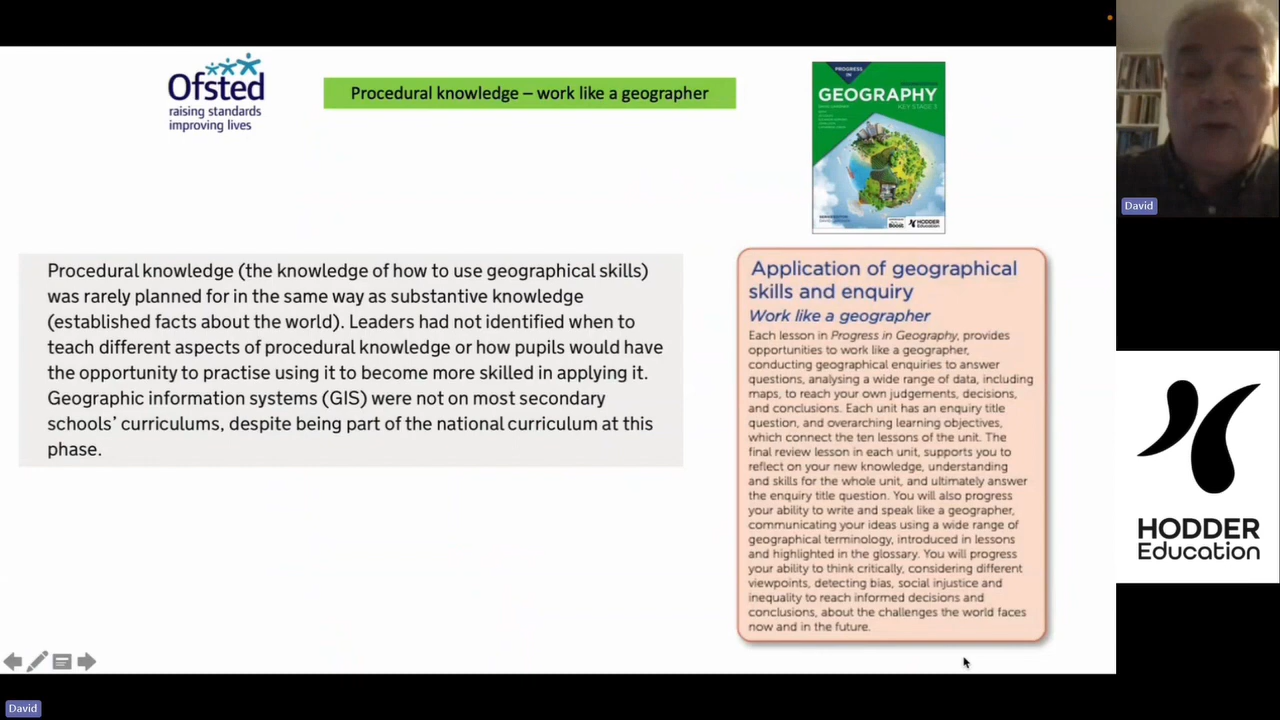 Ofsted
raising standards
improving lives
Procedural knowledge – work like a geographer
PROGRESS
IN
GEOGRAPHY
KEY STAGE 3
Boost
HODDER
Education
Procedural knowledge (the knowledge of how to use geographical skills)
was rarely planned for in the same way as substantive knowledge
(established facts about the world). Leaders had not identified when to
teach different aspects of procedural knowledge or how pupils would have
the opportunity to practise using it to become more skilled in applying it.
Geographic information systems (GIS) were not on most secondary
schools’ curriculums, despite being part of the national curriculum at this
phase.
Application of geographical
skills and enquiry
Work like a geographer
Each lesson in Progress in Geography, provides
opportunities to work like a geographer,
conducting geographical enquiries to answer
questions, analysing a wide range of data, including
maps, to reach your own judgements, decisions,
and conclusions. Each unit has an enquiry title
question, and overarching learning objectives,
which connect the ten lessons of the unit. The
final review lesson in each unit, supports you to
reflect on your new knowledge, understanding
and skills for the whole unit, and ultimately answer
the enquiry title question. You will also progress
your ability to write and speak like a geographer,
communicating your ideas using a wide range of
geographical terminology, introduced in lessons
and highlighted in the glossary. You will progress
your ability to think critically, considering different
viewpoints, detecting bias, social injustice and
inequality to reach informed decisions and
conclusions, about the challenges the world faces
now and in the future.
David
HODDER
Education
David